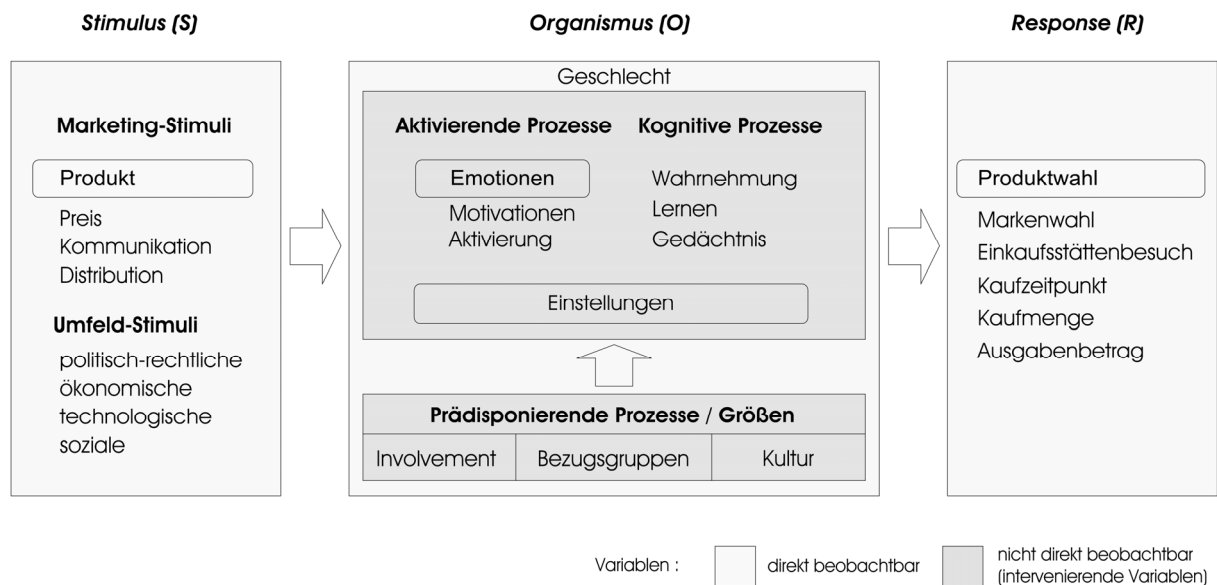 Stimulus (S)
Organismus (O)
Response (R)
Marketing-Stimuli
Produkt
Preis
Kommunikation
Distribution
Umfeld-Stimuli
politisch-rechtliche
ökonomische
technologische
soziale
Geschlecht
Aktivierende Prozesse
Emotionen
Motivationen
Aktivierung
Kognitive Prozesse
Wahrnehmung
Lernen
Gedächtnis
Einstellungen
Prädisponierende Prozesse / Größen
Involvement
Bezugsgruppen
Kultur
Produktwahl
Markenwahl
Einkaufsstättenbesuch
Kaufzeitpunkt
Kaufmenge
Ausgabenbetrag
Variablen :
direkt beobachtbar
nicht direkt beobachtbar
(intervenierende Variablen)